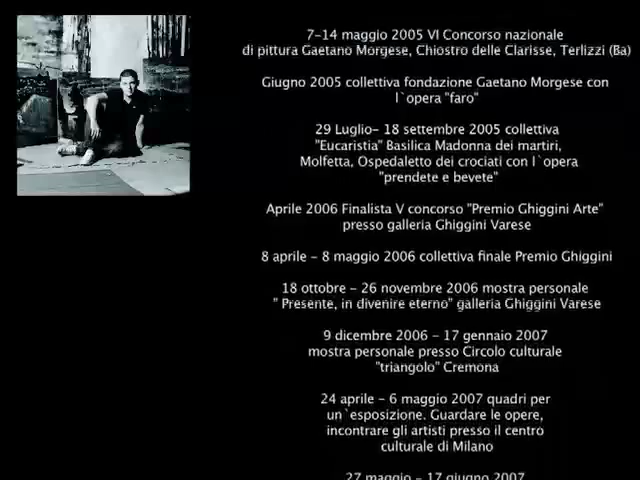 7-14 maggio 2005 VI Concorso nazionale
di pittura Gaetano Morgese, Chiostro delle Clarisse, Terlizzi (Ba)
Giugno 2005 collettiva fondazione Gaetano Morgese con
l`opera "faro"
29 Luglio- 18 settembre 2005 collettiva
"Eucaristia" Basilica Madonna dei martiri,
Molfetta, Ospedaletto dei crociati con l`opera
"prendete e bevete"
Aprile 2006 Finalista V concorso "Premio Ghiggini Arte"
presso galleria Ghiggini Varese
8 aprile - 8 maggio 2006 collettiva finale Premio Ghiggini
18 ottobre - 26 novembre 2006 mostra personale
" Presente, in divenire eterno" galleria Ghiggini Varese
9 dicembre 2006 - 17 gennaio 2007
mostra personale presso Circolo culturale
"triangolo" Cremona
24 aprile - 6 maggio 2007 quadri per
un`esposizione. Guardare le opere,
incontrare gli artisti presso il centro
culturale di Milano
27 maggio - 17 giugno 2007